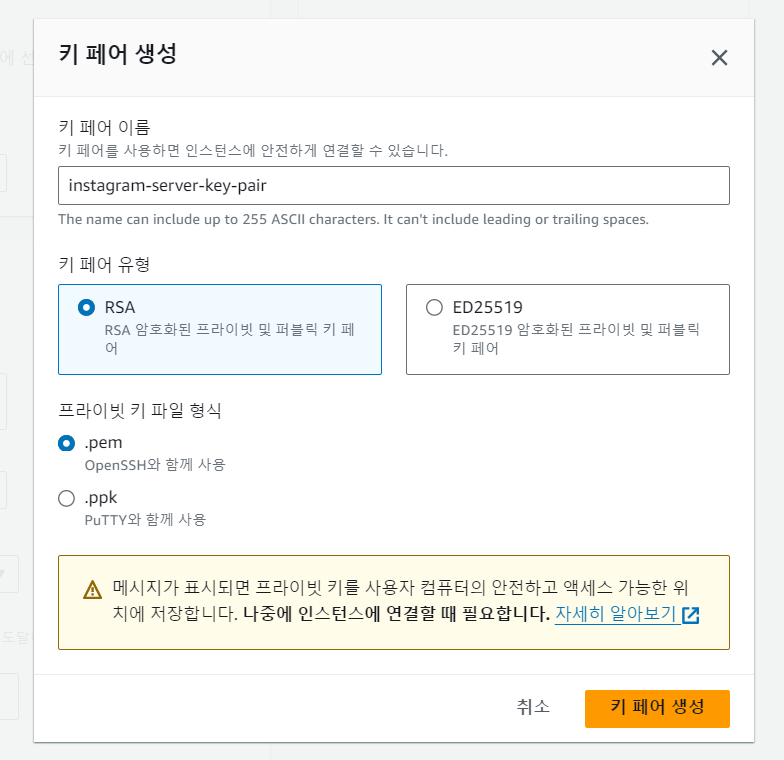 키 페어 생성
키 페어 이름
키 페어를 사용하면 인스턴스에 안전하게 연결할 수 있습니다.
instagram-server-key-pair
The name can include up to 255 ASCII characters. It can't include leading or trailing spaces.
키 페어 유형
RSA
RSA 암호화된 프라이빗 및 퍼블릭 키 페
어
ED25519
ED25519 암호화된 프라이빗 및 퍼블릭
키 페어
프라이빗 키 파일 형식
.pem
OpenSSH와 함께 사용
.ppk
PuTTY와 함께 사용
메시지가 표시되면 프라이빗 키를 사용자 컴퓨터의 안전하고 액세스 가능한 위
치에 저장합니다. 나중에 인스턴스에 연결할 때 필요합니다. 자세히 알아보기
취소
키 페어 생성